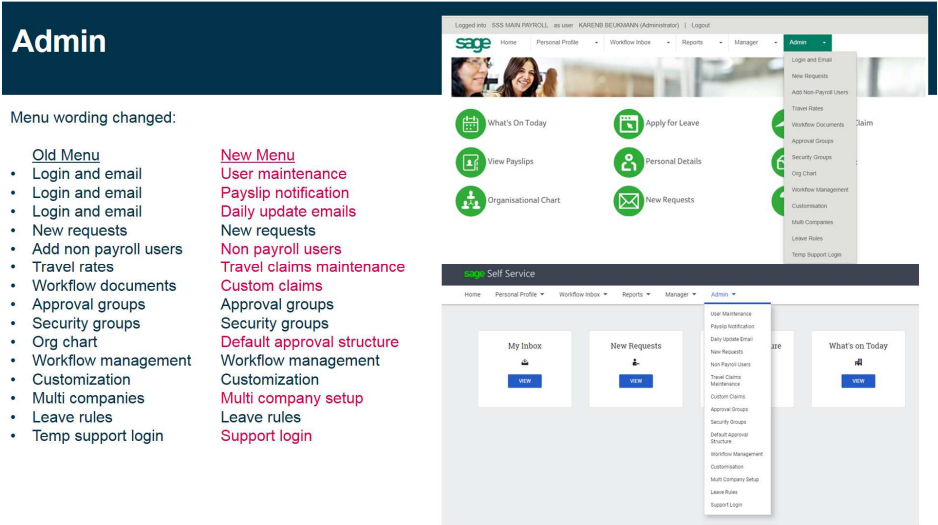 Admin
Menu wording changed:
Old Menu New Menu
• Login and email User maintenance
• Login and email Payslip notification
• Login and email Daily update emails
• New requests New requests
• Add non payroll users Non payroll users
• Travel rates Travel claims maintenance
• Workflow documents Custom claims
• Approval groups Approval groups
• Security groups Security groups
• Org chart Default approval structure
• Workflow management Workflow management
• Customization Customization
• Multi companies Multi company setup
• Leave rules Leave rules
• Temp support login Support login
Logged into SSS MAIN PAYROLL as user KARENB BEUKMANN (Administrator) | Logout
sage Home Personal Profile Workflow Inbox Reports Manager Admin
Login and Email
New Requests
Add Non-Payroll Users
Travel Rates
Workflow Documents
Approval Groups
Security Groups
Org Chart
Workflow Management
Customisation
Multi Companies
Leave Rules
Temp Support Login
What's On Today Apply for Leave Claim
View Payslips Personal Details
Organisational Chart New Requests
sage Self Service
Home Personal Profile Workflow Inbox Reports Manager Admin
User Maintenance
Payslip Notification
Daily Update Email
New Requests
Non Payroll Users
Travel Claims
Maintenance
Custom Claims
Approval Groups
Security Groups
Default Approval
Structure
Workflow Management
Customisation
Multi Company Setup
Leave Rules
Support Login
My Inbox New Requests ure What's on Today
VIEW VIEW VIEW